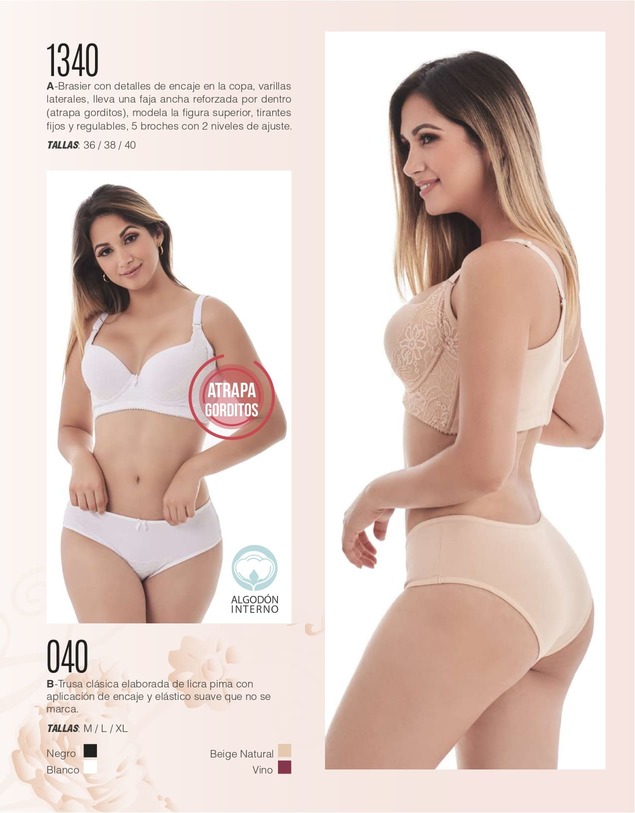 1340
A-Brasier con detalles de encaje en la copa, varillas
laterales, lleva una faja ancha reforzada por dentro
(atrapa gorditos), modela la figura superior, tirantes
fijos y regulables, 5 broches con 2 niveles de ajuste.
TALLAS: 36 / 38 / 40
ATRAPA
GORDITOS
ALGODÓN
INTERNO
040
B-Trusa clásica elaborada de licra pima con
aplicación de encaje y elástico suave que no se
marca.
TALLAS: M / L / XL
Negro
Beige Natural
Blanco
Vino